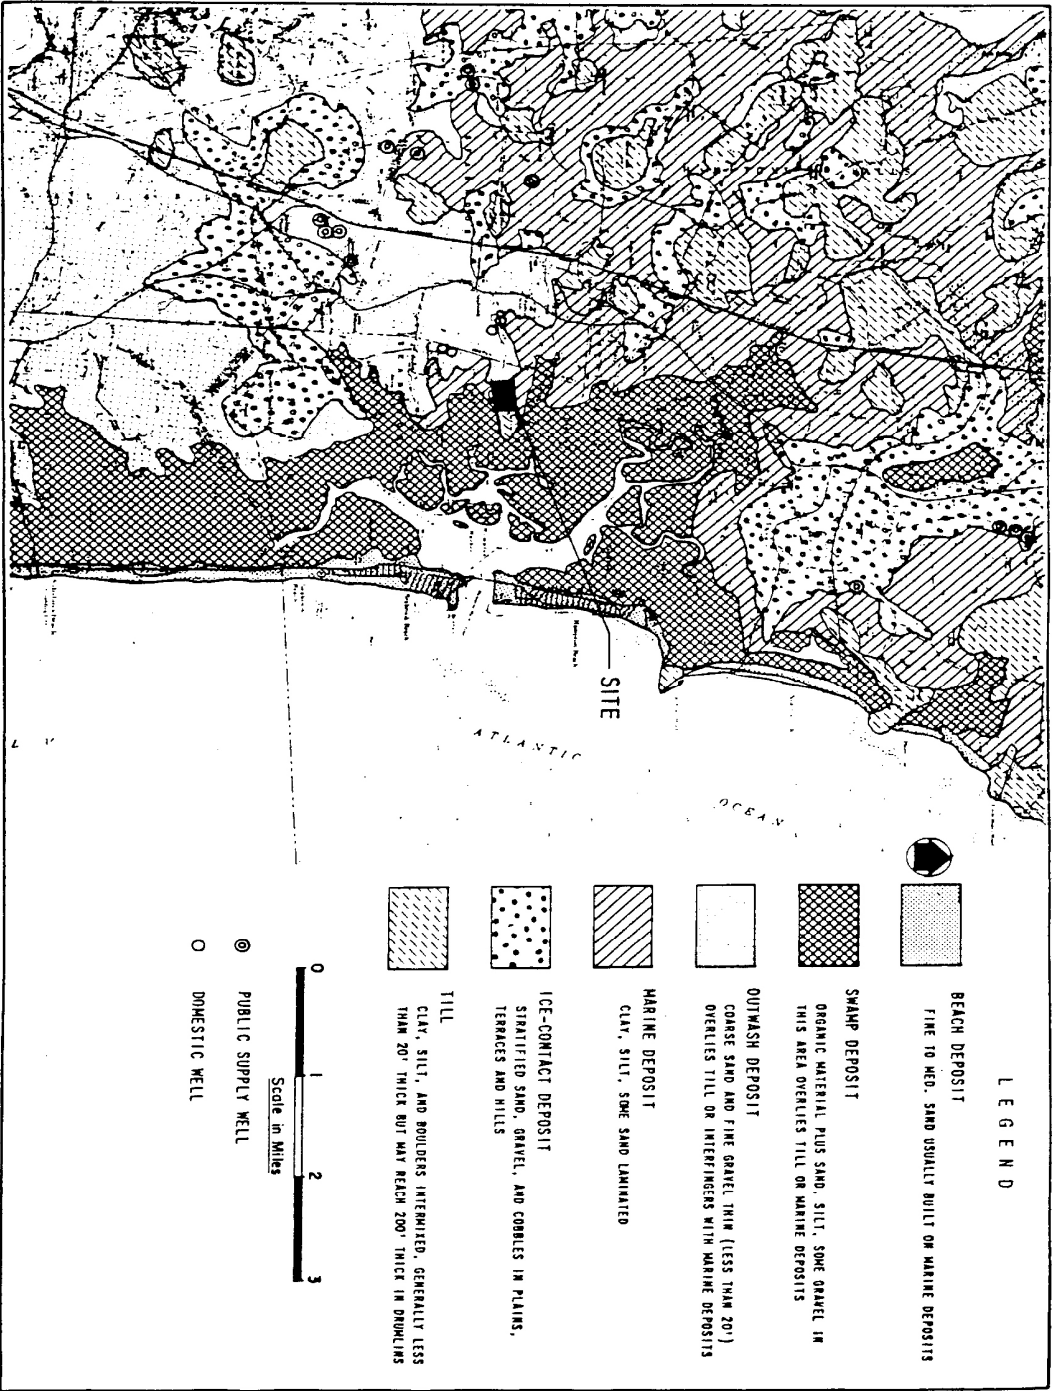 LEGEND
BEACH DEPOSIT
FINE TO MED. SAND USUALLY BUILT ON MARINE DEPOSITS
SWAMP DEPOSIT
ORGANIC MATERIAL PLUS SAND, SILT, SOME GRAVEL IN
THIS AREA OVERLIES TILL OR MARINE DEPOSITS
OUTWASH DEPOSIT
COARSE SAND AND FINE GRAVEL THIN (LESS THAN 20')
OVERLIES TILL OR INTERFINGERS WITH MARINE DEPOSITS
MARINE DEPOSIT
CLAY, SILT, SOME SAND LAMINATED
ICE-CONTACT DEPOSIT
STRATIFIED SAND, GRAVEL, AND COBBLES IN PLAINS,
TERRACES AND HILLS
TILL
CLAY, SILT, AND BOULDERS INTERMIXED, GENERALLY LESS
THAN 20' THICK BUT MAY REACH 200' THICK IN DRUMLINS
0 1 2 3
Scale in Miles
PUBLIC SUPPLY WELL
DOMESTIC WELL
SITE
ATLANTIC
OCEAN